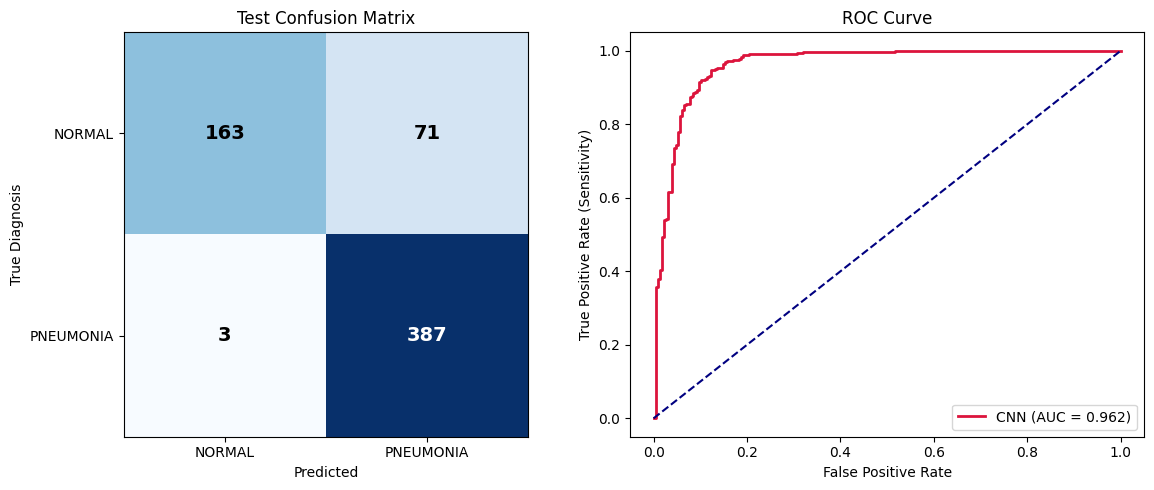 Test Confusion Matrix
True Diagnosis
NORMAL
163
71
PNEUMONIA
3
387
NORMAL
PNEUMONIA
Predicted
ROC Curve
True Positive Rate (Sensitivity)
1.0
0.8
0.6
0.4
0.2
0.0
CNN (AUC = 0.962)
0.0
0.2
0.4
0.6
0.8
1.0
False Positive Rate